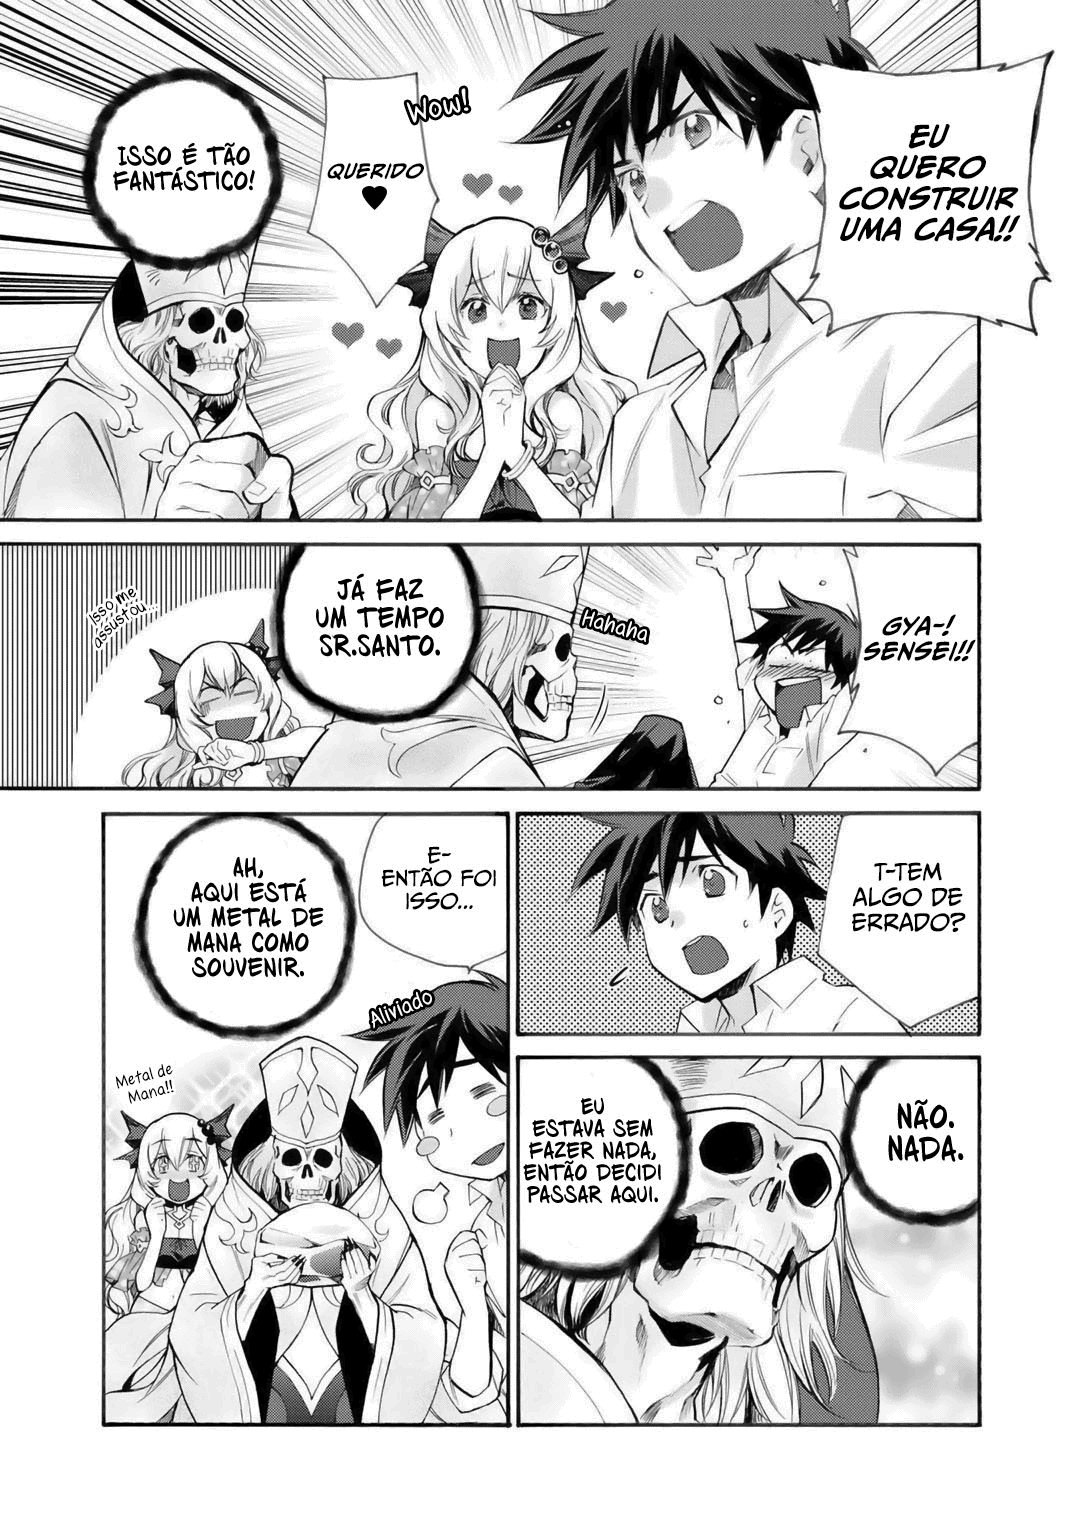 EU
QUERO
CONSTRUIR
UMA CASA!!
Wow!
QUERIDO
♥
ISSO É TÃO
FANTÁSTICO!
GYA-!
SENSEI!!
Hahaha
JÁ FAZ
UM TEMPO
SR.SANTO.
Isso me
assustou...
T-TEM
ALGO DE
ERRADO?
NÃO.
NADA.
EU
ESTAVA SEM
FAZER NADA,
ENTÃO DECIDI
PASSAR AQUI.
E-
ENTÃO FOI
ISSO...
Aliviado
AH,
AQUI ESTÁ
UM METAL DE
MANA COMO
SOUVENIR.
Metal de
Mana!!